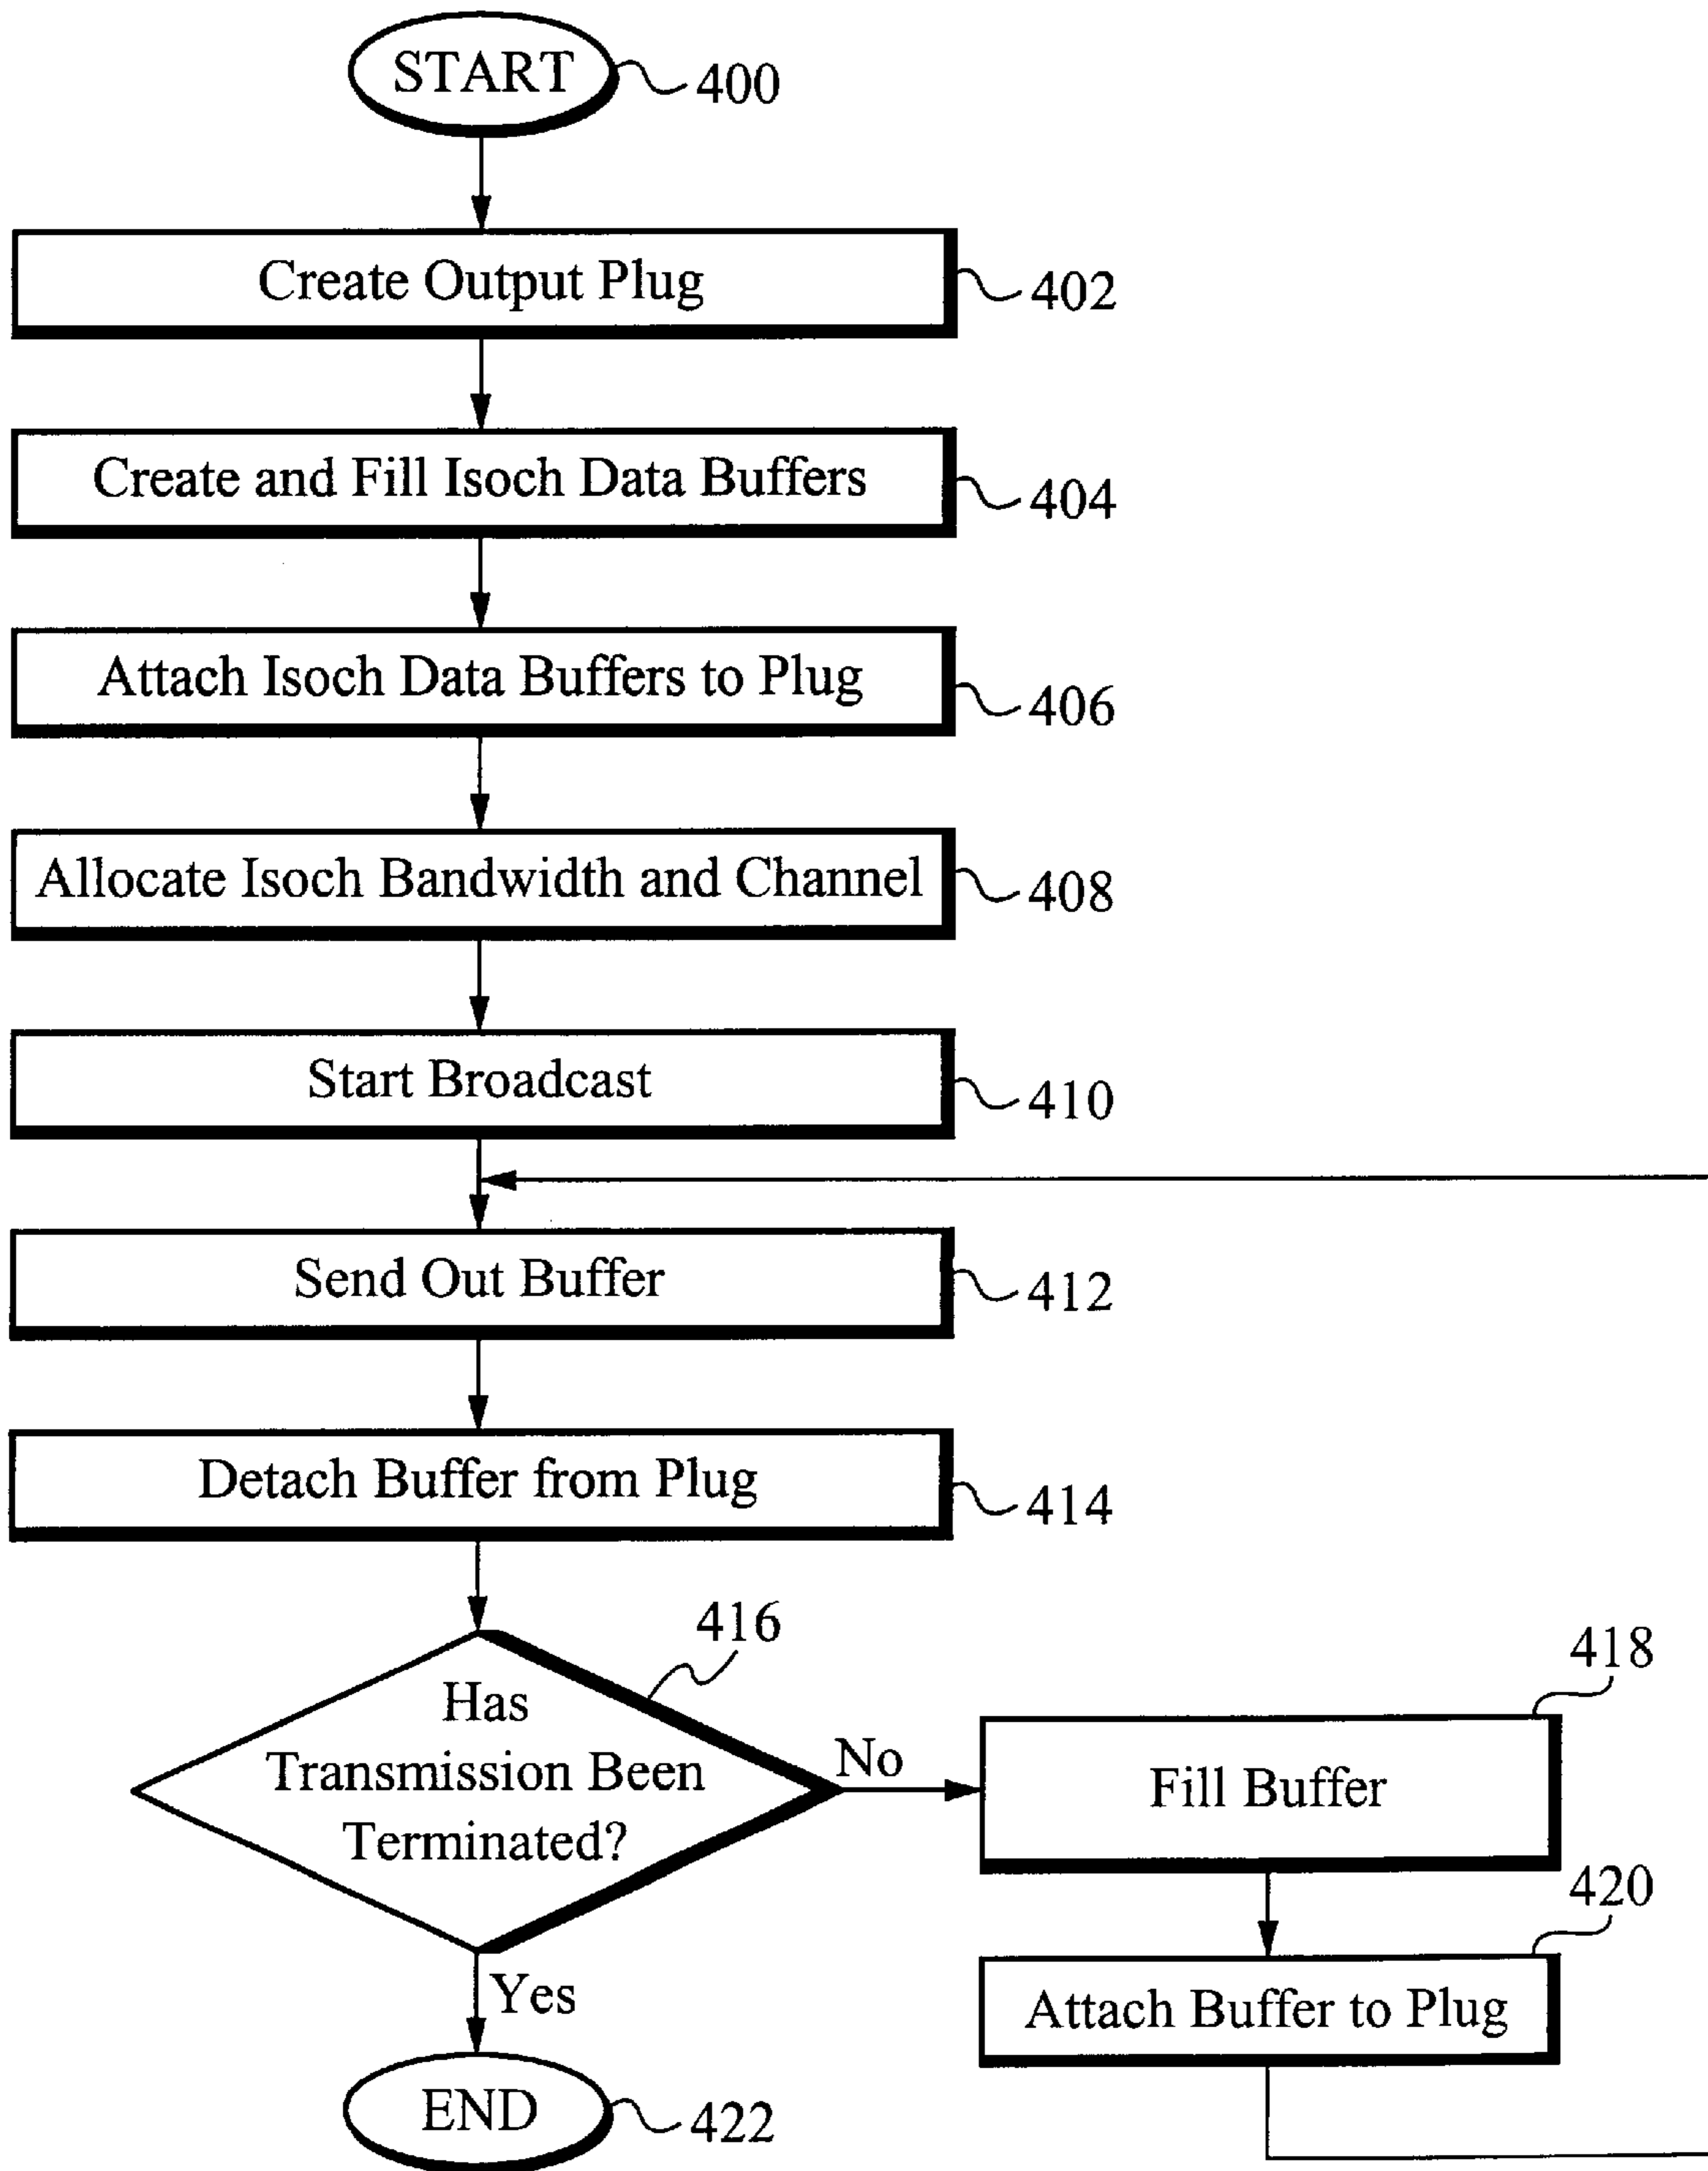 START
400
Create Output Plug
402
Create and Fill Isoch Data Buffers
404
Attach Isoch Data Buffers to Plug
406
Allocate Isoch Bandwidth and Channel
408
Start Broadcast
410
Send Out Buffer
412
Detach Buffer from Plug
414
416
Has
Transmission Been
Terminated?
No
Yes
418
Fill Buffer
420
Attach Buffer to Plug
END
422